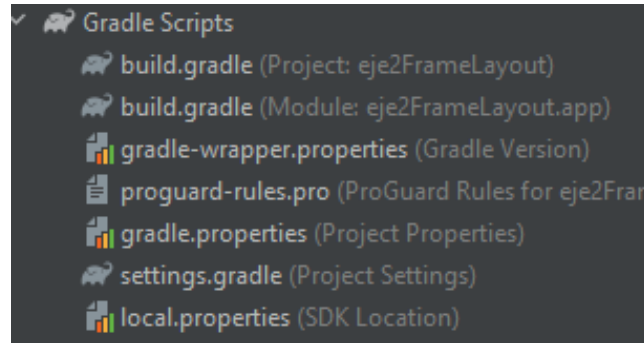 Gradle Scripts
build.gradle (Project: eje2FrameLayout)
build.gradle (Module: eje2FrameLayout.app)
gradle-wrapper.properties (Gradle Version)
proguard-rules.pro (ProGuard Rules for eje2Fra
gradle.properties (Project Properties)
settings.gradle (Project Settings)
local.properties (SDK Location)